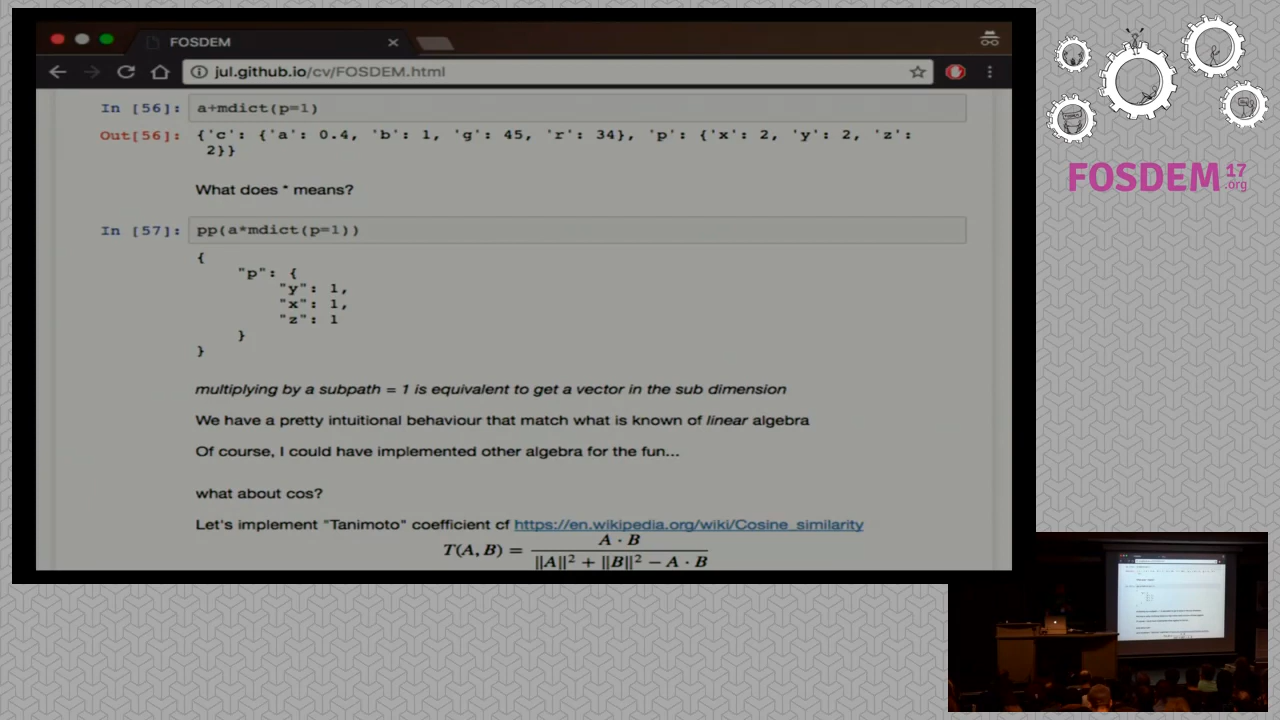 FOSDEM
jul.github.io/cv/FOSDEM.html
In [56]: a+mdict(p=1)
Out[56]: {'c': {'a': 0.4, 'b': 1, 'g': 45, 'r': 34}, 'p': {'x': 2, 'y': 2, 'z':
2}}
What does * means?
In [57]: pp(a*mdict(p=1))
{
"p": {
"y": 1,
"x": 1,
"z": 1
}
}
multiplying by a subpath = 1 is equivalent to get a vector in the sub dimension
We have a pretty intuitional behaviour that match what is known of linear algebra
Of course, I could have implemented other algebra for the fun...
what about cos?
Let's implement "Tanimoto" coefficient cf https://en.wikipedia.org/wiki/Cosine_similarity
T(A, B) = A · B / ||A||² + ||B||² − A · B
FOSDEM 17 .org